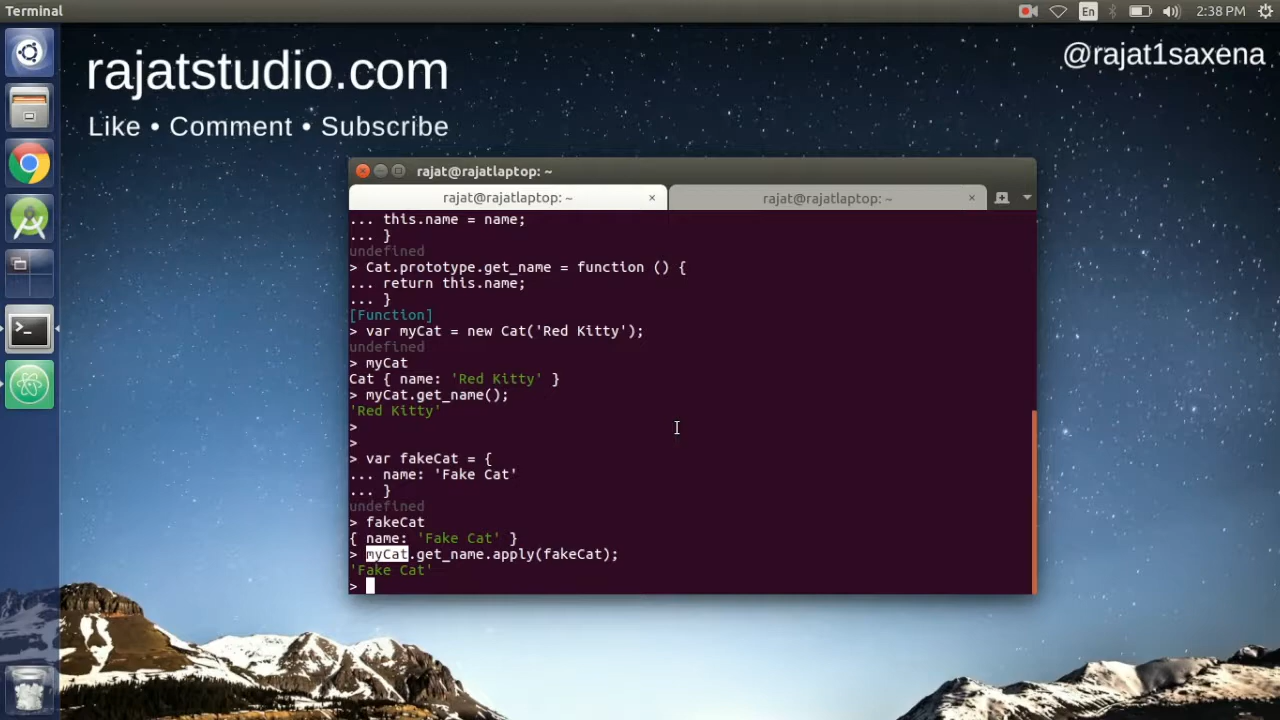 Terminal
En
2:38 PM
rajatstudio.com
@rajat1saxena
Like • Comment • Subscribe
rajat@rajatlaptop: ~
rajat@rajatlaptop: ~ ×
rajat@rajatlaptop: ~ ×
... this.name = name;
... }
undefined
> Cat.prototype.get_name = function () {
... return this.name;
... }
[Function]
> var myCat = new Cat('Red Kitty');
undefined
> myCat
Cat { name: 'Red Kitty' }
> myCat.get_name();
'Red Kitty'
>
>
> var fakeCat = {
... name: 'Fake Cat'
... }
undefined
> fakeCat
{ name: 'Fake Cat' }
> myCat.get_name.apply(fakeCat);
'Fake Cat'
>